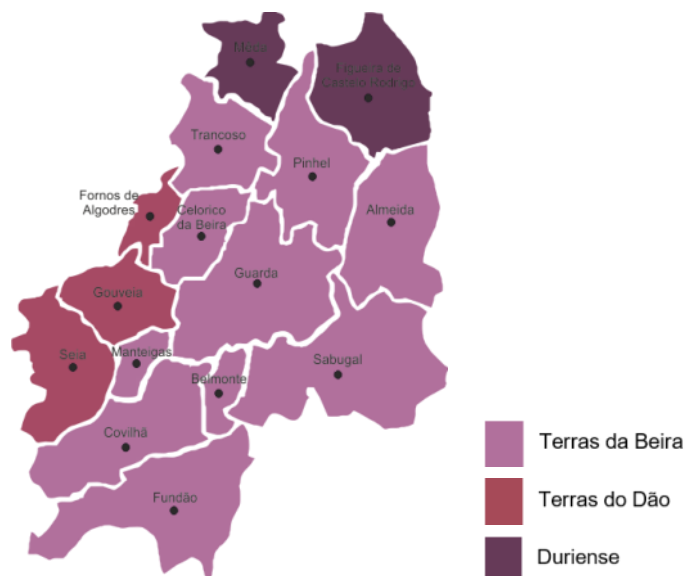 Meda
Figueira de
Castelo Rodrigo
Trancoso
Pinhel
Fornos de
Algodres
Celorico
da Beira
Almeida
Guarda
Gouveia
Seia
Manteigas
Belmonte
Sabugal
Covilhã
Fundão
Terras da Beira
Terras do Dão
Duriense